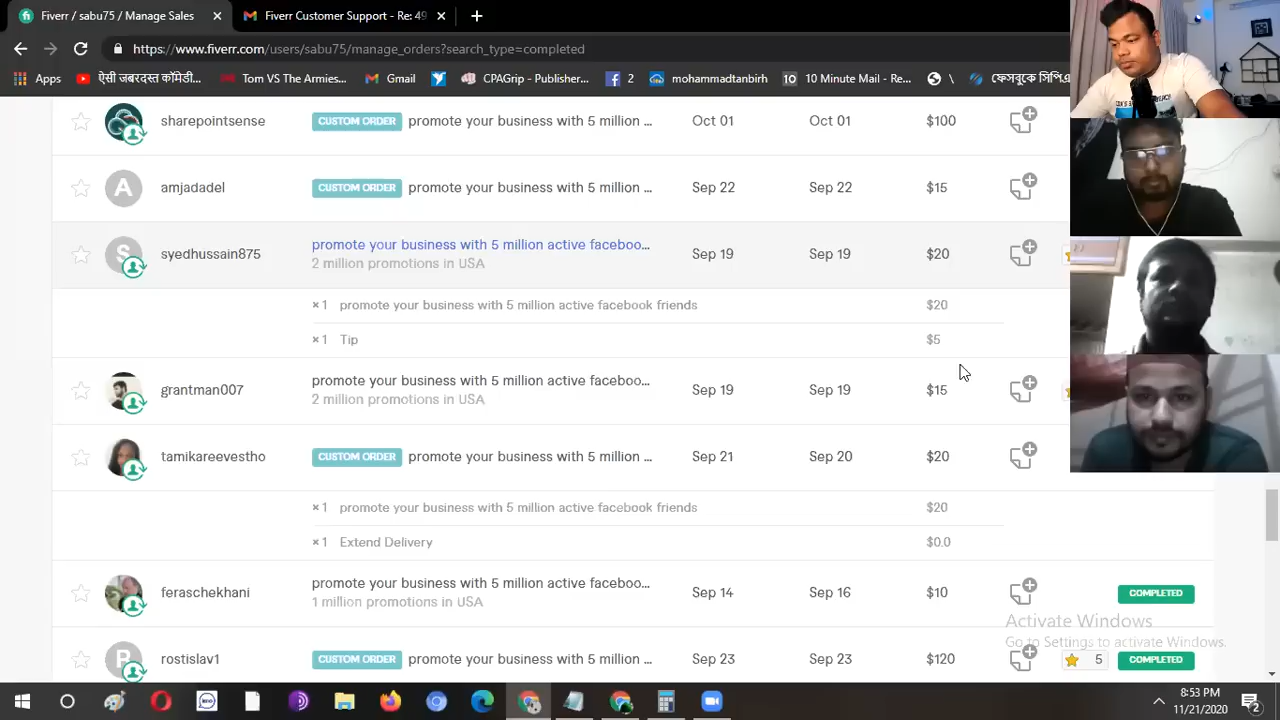 Fiverr / sabu75 / Manage Sales
Fiverr Customer Support - Re: 49
https://www.fiverr.com/users/sabu75/manage_orders?search_type=completed
Apps
ऐसी जबरदस्त कॉमेडी...
Tom VS The Armies...
Gmail
CPAGrip - Publisher...
2
mohammadtanbirh
10 10 Minute Mail - Re...
\
sharepointsense CUSTOM ORDER promote your business with 5 million ... Oct 01 Oct 01 $100
A amjadadel CUSTOM ORDER promote your business with 5 million ... Sep 22 Sep 22 $15
S syedhussain875 promote your business with 5 million active faceboo... Sep 19 Sep 19 $20
2 million promotions in USA
×1 promote your business with 5 million active facebook friends $20
×1 Tip $5
grantman007 promote your business with 5 million active faceboo... Sep 19 Sep 19 $15
2 million promotions in USA
tamikareevestho CUSTOM ORDER promote your business with 5 million ... Sep 21 Sep 20 $20
×1 promote your business with 5 million active facebook friends $20
×1 Extend Delivery $0.0
feraschekhani promote your business with 5 million active faceboo... Sep 14 Sep 16 $10 COMPLETED
1 million promotions in USA
Activate Windows
Go to Settings to activate Windows.
R rostislav1 CUSTOM ORDER promote your business with 5 million ... Sep 23 Sep 23 $120 5 COMPLETED
8:53 PM
11/21/2020
2